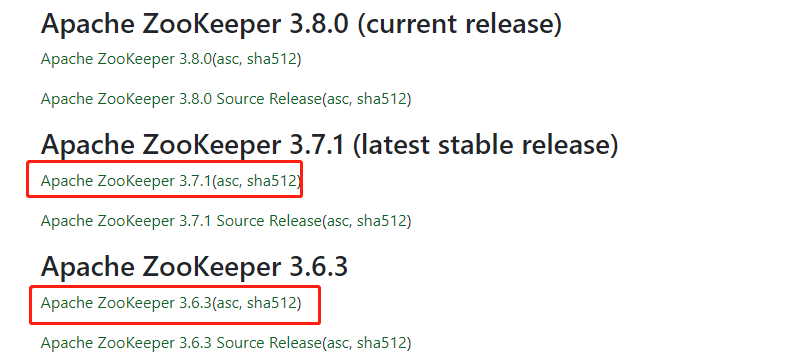 Apache ZooKeeper 3.8.0 (current release)
Apache ZooKeeper 3.8.0(asc, sha512)
Apache ZooKeeper 3.8.0 Source Release(asc, sha512)
Apache ZooKeeper 3.7.1 (latest stable release)
Apache ZooKeeper 3.7.1(asc, sha512)
Apache ZooKeeper 3.7.1 Source Release(asc, sha512)
Apache ZooKeeper 3.6.3
Apache ZooKeeper 3.6.3(asc, sha512)
Apache ZooKeeper 3.6.3 Source Release(asc, sha512)